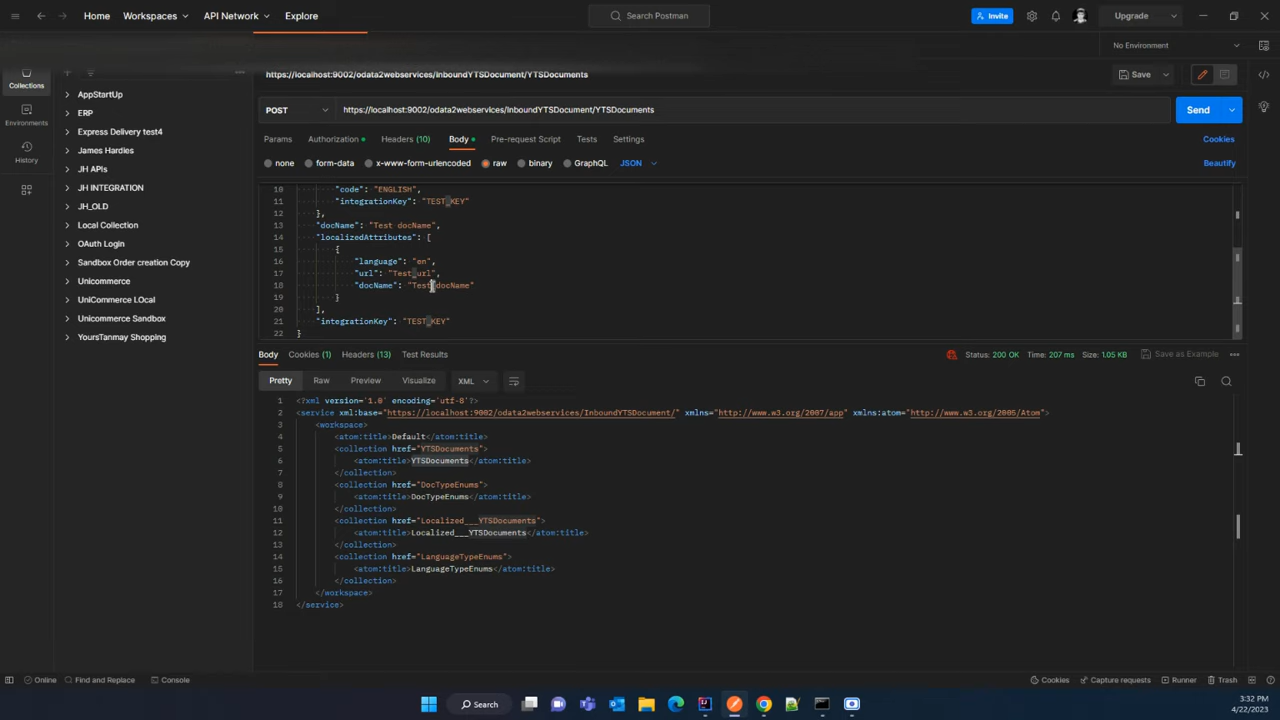 Home Workspaces API Network Explore Search Postman Invite Upgrade
No Environment
Collections
Environments
History
AppStartUp
ERP
Express Delivery test4
James Hardies
JH APIs
JH INTEGRATION
JH_OLD
Local Collection
OAuth Login
Sandbox Order creation Copy
Unicommerce
UniCommerce LOcal
Unicommerce Sandbox
YoursTanmay Shopping
https://localhost:9002/odata2webservices/InboundYTSDocument/YTSDocuments Save
POST https://localhost:9002/odata2webservices/InboundYTSDocument/YTSDocuments Send
Params Authorization Headers (10) Body Pre-request Script Tests Settings Cookies
none form-data x-www-form-urlencoded raw binary GraphQL JSON Beautify
10 "code": "ENGLISH",
11 "integrationKey": "TEST_KEY"
12 },
13 "docName": "Test docName",
14 "localizedAttributes": [
15 {
16 "language": "en",
17 "url": "Test_url",
18 "docName": "Test docName"
19 }
20 ],
21 "integrationKey": "TEST_KEY"
22 }
Body Cookies (1) Headers (13) Test Results Status: 200 OK Time: 207 ms Size: 1.05 KB Save as Example
Pretty Raw Preview Visualize XML
1 <?xml version='1.0' encoding='utf-8'?>
2 <service xml:base="https://localhost:9002/odata2webservices/InboundYTSDocument/" xmlns="http://www.w3.org/2007/app" xmlns:atom="http://www.w3.org/2005/Atom">
3 <workspace>
4 <atom:title>Default</atom:title>
5 <collection href="YTSDocuments">
6 <atom:title>YTSDocuments</atom:title>
7 </collection>
8 <collection href="DocTypeEnums">
9 <atom:title>DocTypeEnums</atom:title>
10 </collection>
11 <collection href="Localized___YTSDocuments">
12 <atom:title>Localized___YTSDocuments</atom:title>
13 </collection>
14 <collection href="LanguageTypeEnums">
15 <atom:title>LanguageTypeEnums</atom:title>
16 </collection>
17 </workspace>
18 </service>
Online Find and Replace Console Cookies Capture requests Runner Trash
Search
3:32 PM
4/22/2023